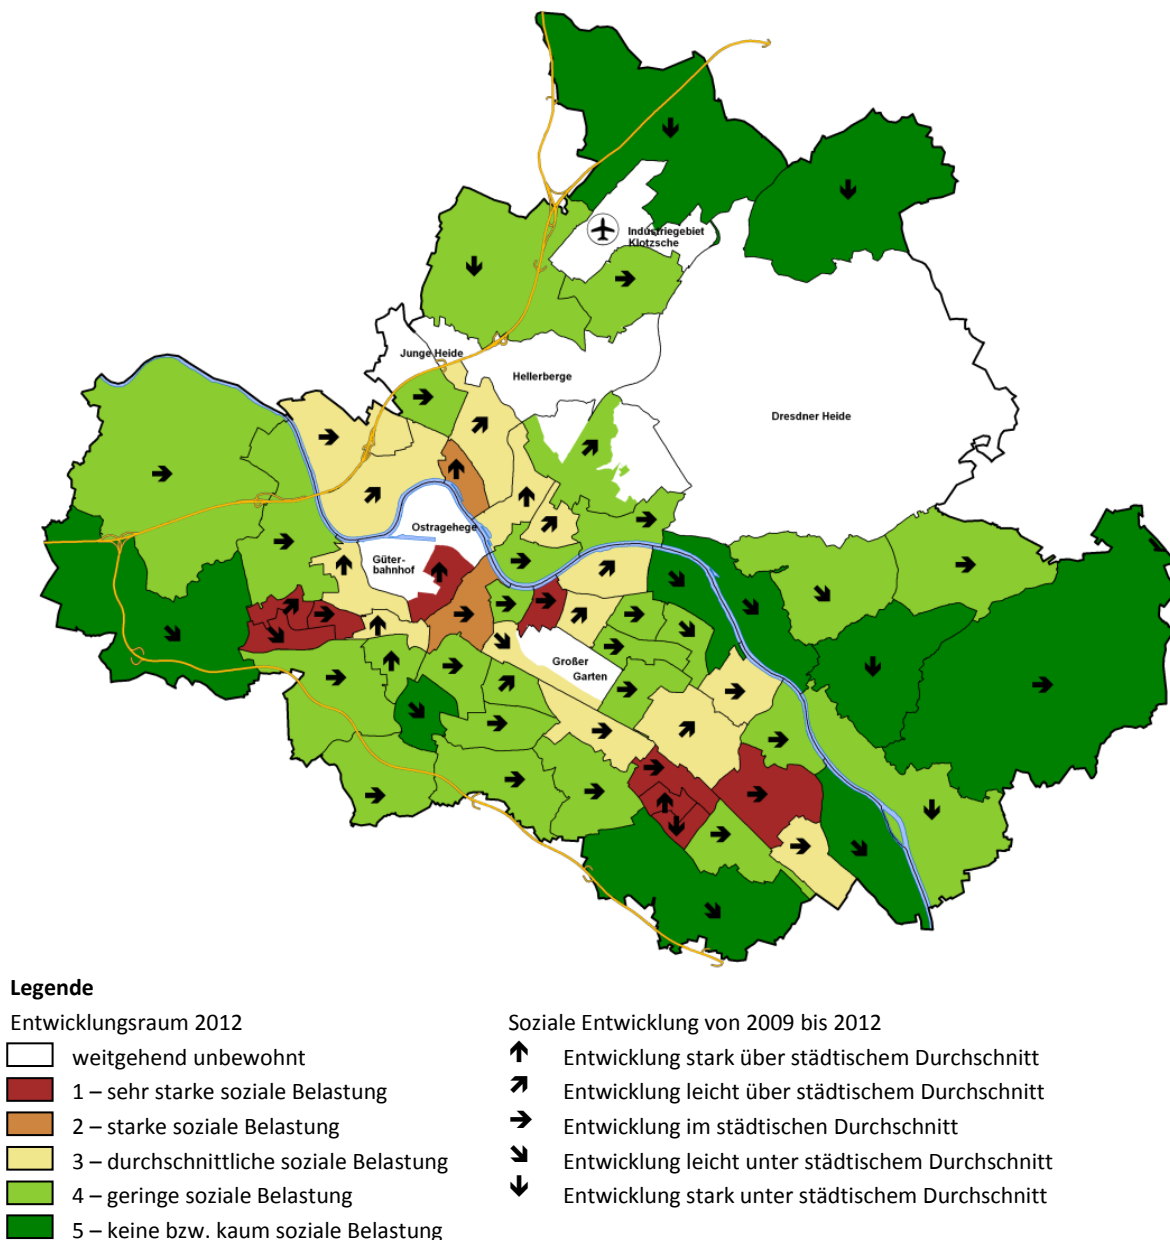 Industriegebiet
Klotzsche
Junge Heide
Hellerberge
Dresdner Heide
Ostragehege
Güter-
bahnhof
Großer
Garten
Legende
Entwicklungsraum 2012
weitgehend unbewohnt
1 – sehr starke soziale Belastung
2 – starke soziale Belastung
3 – durchschnittliche soziale Belastung
4 – geringe soziale Belastung
5 – keine bzw. kaum soziale Belastung
Soziale Entwicklung von 2009 bis 2012
Entwicklung stark über städtischem Durchschnitt
Entwicklung leicht über städtischem Durchschnitt
Entwicklung im städtischen Durchschnitt
Entwicklung leicht unter städtischem Durchschnitt
Entwicklung stark unter städtischem Durchschnitt